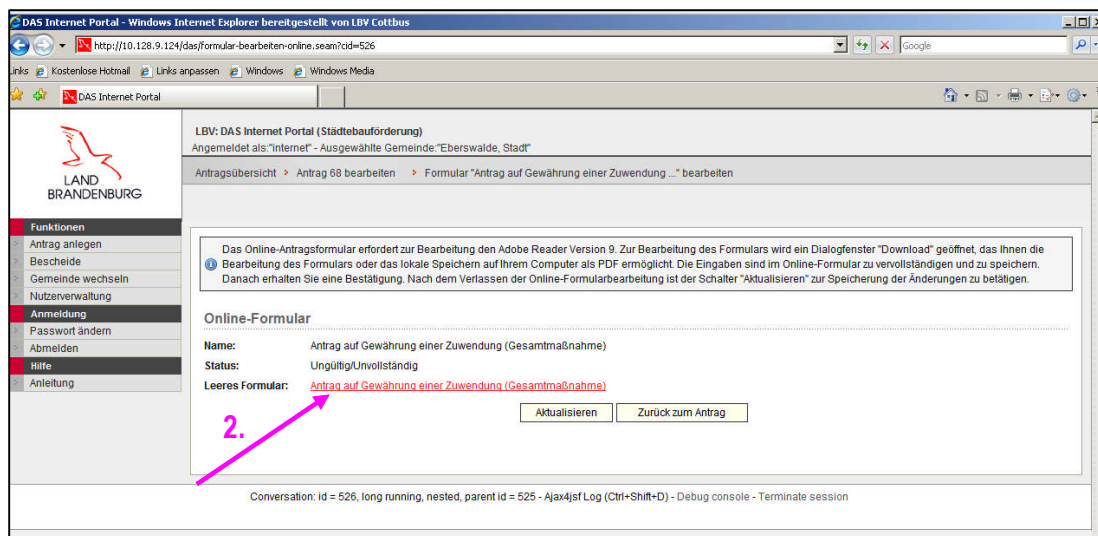 DAS Internet Portal - Windows Internet Explorer bereitgestellt von LBV Cottbus
http://10.128.9.124/das/formular-bearbeiten-online.seam?cid=526
Google
Links Kostenlose Hotmail Links anpassen Windows Windows Media
DAS Internet Portal
LAND
BRANDENBURG
LBV: DAS Internet Portal (Städtebauförderung)
Angemeldet als:"internet" - Ausgewählte Gemeinde:"Eberswalde, Stadt"
Antragsübersicht > Antrag 68 bearbeiten > Formular "Antrag auf Gewährung einer Zuwendung ..." bearbeiten
Funktionen
Antrag anlegen
Bescheide
Gemeinde wechseln
Nutzerverwaltung
Anmeldung
Passwort ändern
Abmelden
Hilfe
Anleitung
Das Online-Antragsformular erfordert zur Bearbeitung den Adobe Reader Version 9. Zur Bearbeitung des Formulars wird ein Dialogfenster "Download" geöffnet, das Ihnen die
Bearbeitung des Formulars oder das lokale Speichern auf Ihrem Computer als PDF ermöglicht. Die Eingaben sind im Online-Formular zu vervollständigen und zu speichern.
Danach erhalten Sie eine Bestätigung. Nach dem Verlassen der Online-Formularbearbeitung ist der Schalter "Aktualisieren" zur Speicherung der Änderungen zu betätigen.
Online-Formular
Name: Antrag auf Gewährung einer Zuwendung (Gesamtmaßnahme)
Status: Ungültig/Unvollständig
Leeres Formular: Antrag auf Gewährung einer Zuwendung (Gesamtmaßnahme)
Aktualisieren Zurück zum Antrag
2.
Conversation: id = 526, long running, nested, parent id = 525 - Ajax4jsf Log (Ctrl+Shift+D) - Debug console - Terminate session